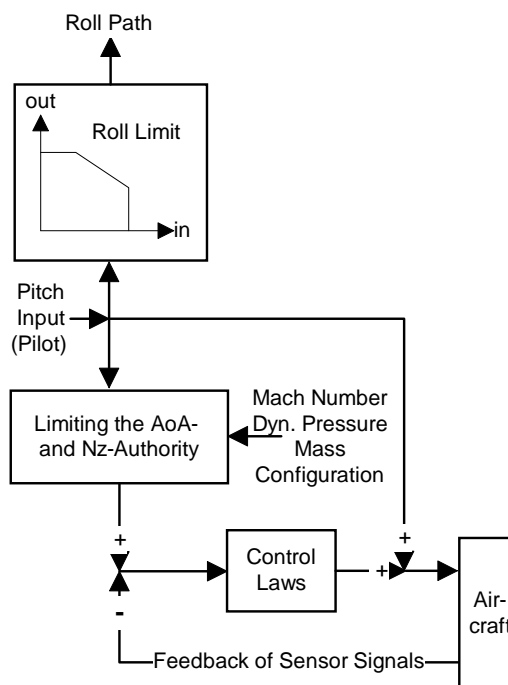 Roll Path
out
Roll Limit
in
Pitch
Input
(Pilot)
Limiting the AoA-
and Nz-Authority
Mach Number
Dyn. Pressure
Mass
Configuration
+
Control
Laws
+
+
-
Air-
craft
Feedback of Sensor Signals